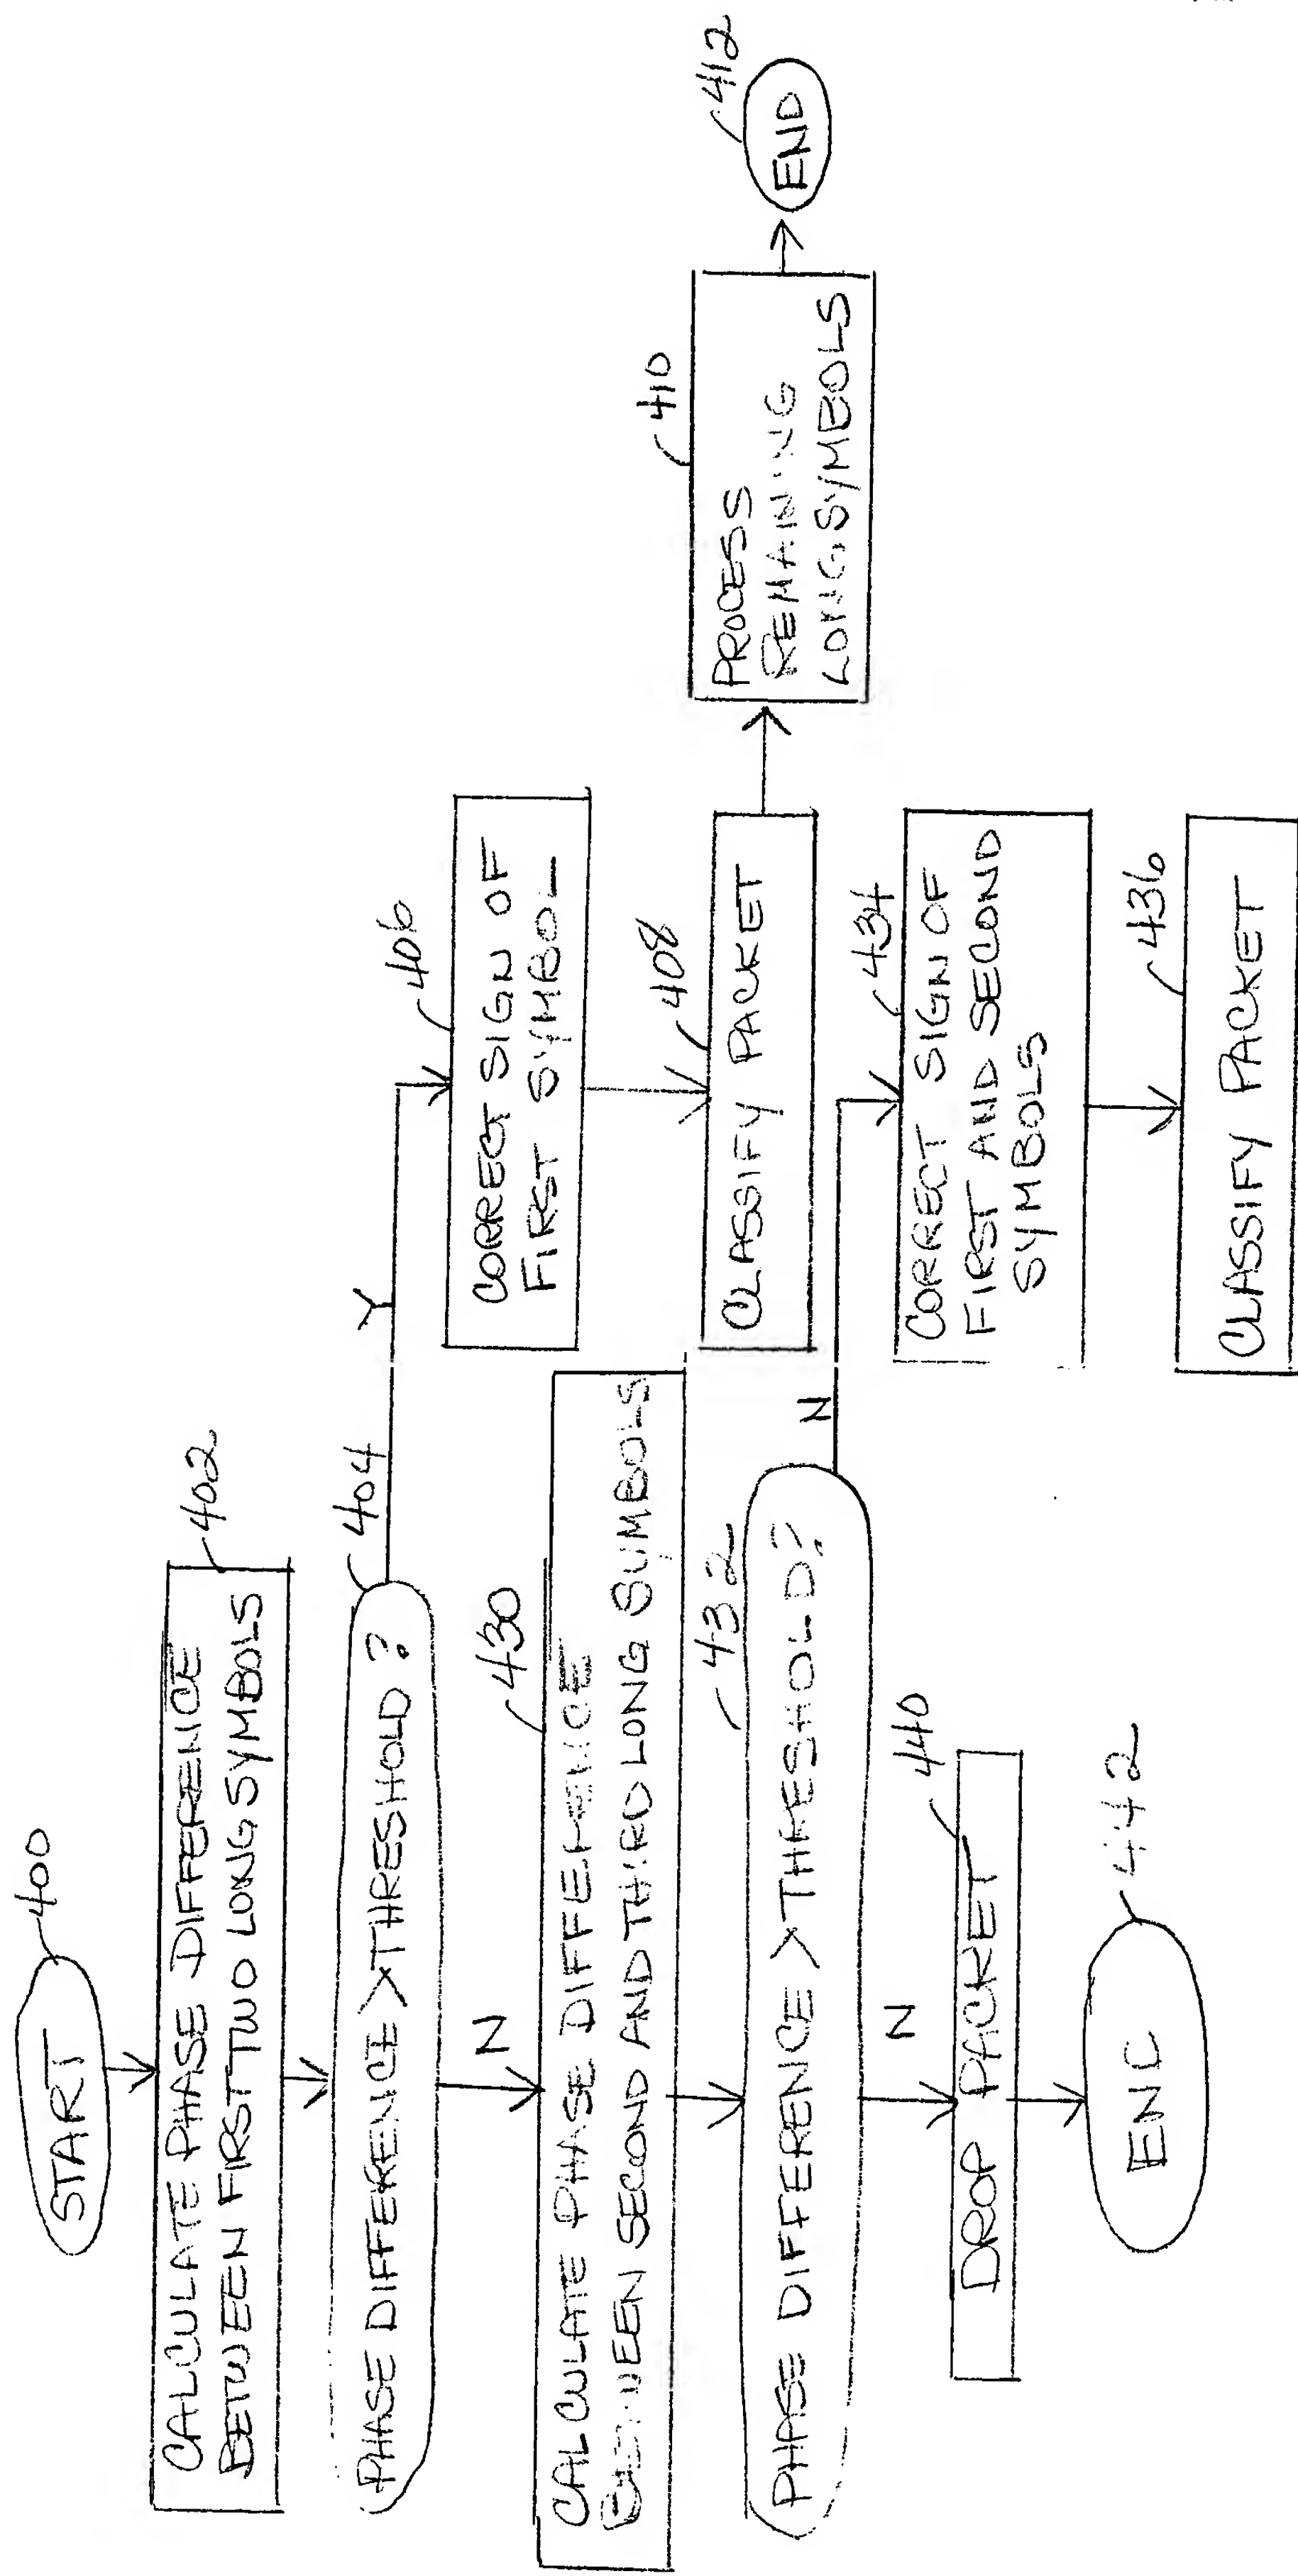 START
400
CALCULATE PHASE DIFFERENCE
BETWEEN FIRST TWO LONG SYMBOLS
402
PHASE DIFFERENCE > THRESHOLD ?
404
Y
N
CORRECT SIGN OF
FIRST SYMBOL
406
CLASSIFY PACKET
408
PROCESS
REMAINING
LONG SYMBOLS
410
END
412
CALCULATE PHASE DIFFERENCE
BETWEEN SECOND AND THIRD LONG SUMBOLS
430
PHASE DIFFERENCE > THRESHOLD?
432
N
N
CORRECT SIGN OF
FIRST AND SECOND
SYMBOLS
434
CLASSIFY PACKET
436
DROP PACKET
440
ENC
442